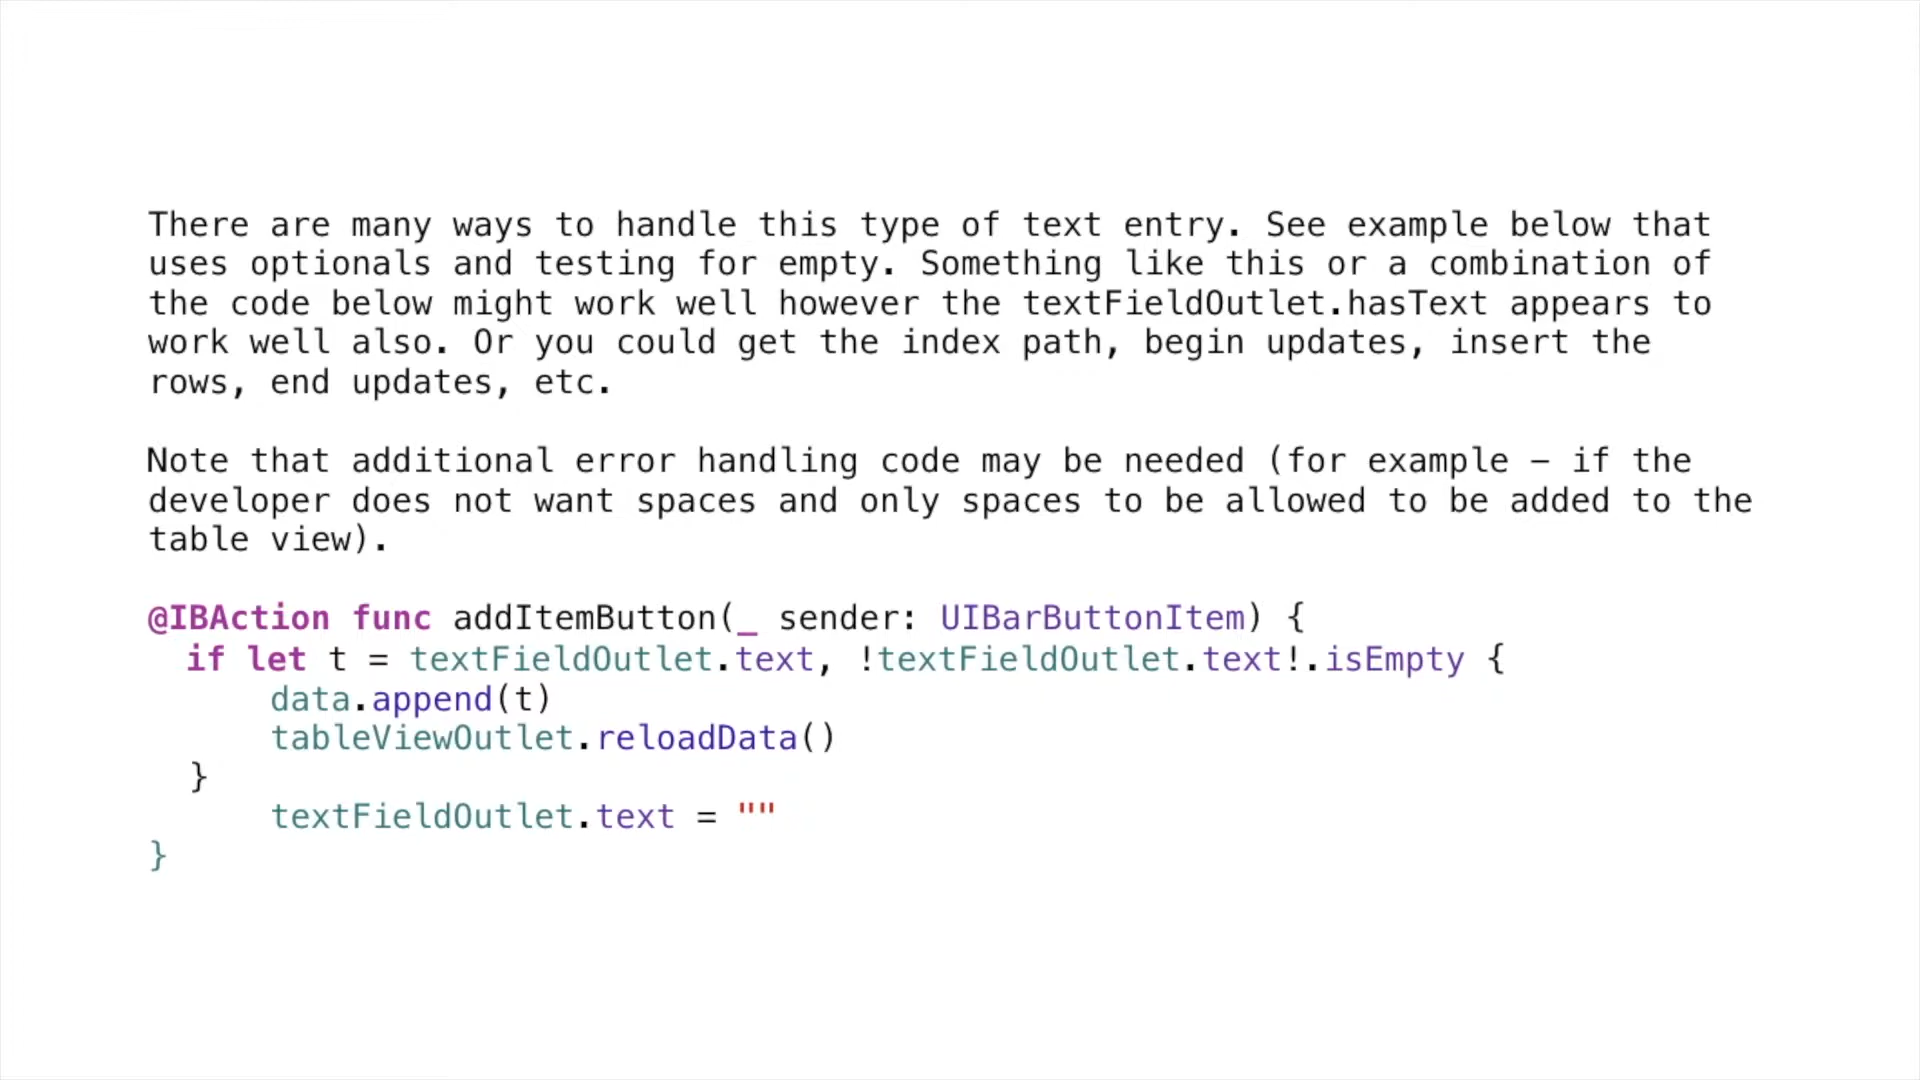 There are many ways to handle this type of text entry. See example below that
uses optionals and testing for empty. Something like this or a combination of
the code below might work well however the textFieldOutlet.hasText appears to
work well also. Or you could get the index path, begin updates, insert the
rows, end updates, etc.
Note that additional error handling code may be needed (for example – if the
developer does not want spaces and only spaces to be allowed to be added to the
table view).
@IBAction func addItemButton(_ sender: UIBarButtonItem) {
if let t = textFieldOutlet.text, !textFieldOutlet.text!.isEmpty {
data.append(t)
tableViewOutlet.reloadData()
}
textFieldOutlet.text = ""
}